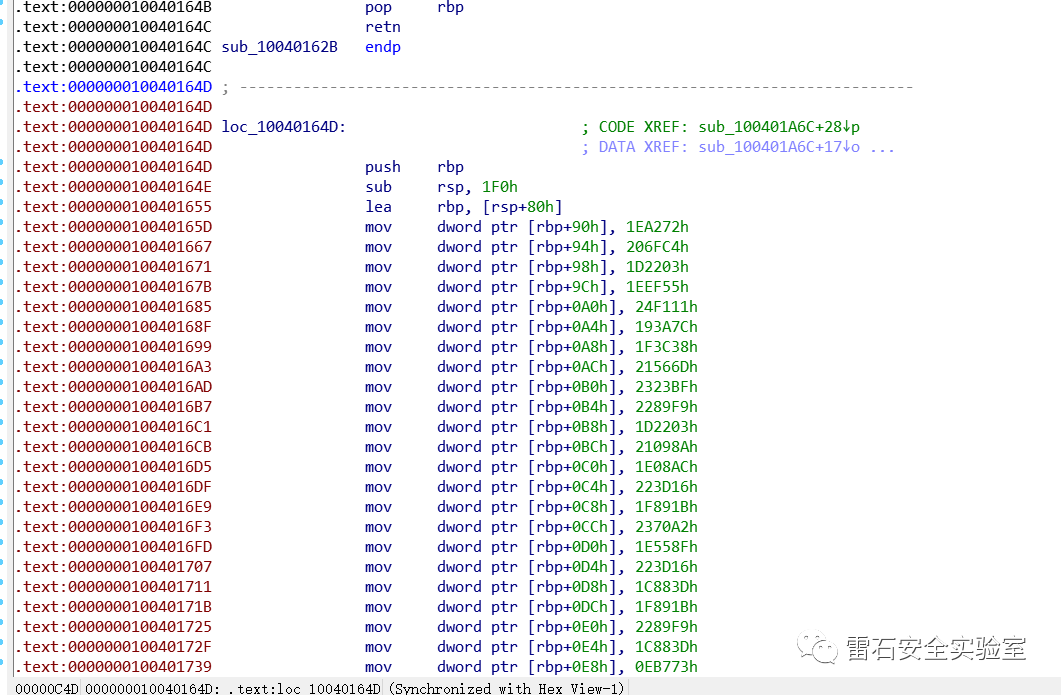 .text:000000010040164B pop rbp
.text:000000010040164C retn
.text:000000010040164C sub_10040162B endp
.text:000000010040164C
.text:000000010040164D ; ---------------------------------------------------------------------------
.text:000000010040164D
.text:000000010040164D loc_10040164D: ; CODE XREF: sub_100401A6C+28↓p
.text:000000010040164D ; DATA XREF: sub_100401A6C+17↓o ...
.text:000000010040164D push rbp
.text:000000010040164E sub rsp, 1F0h
.text:0000000100401655 lea rbp, [rsp+80h]
.text:000000010040165D mov dword ptr [rbp+90h], 1EA272h
.text:0000000100401667 mov dword ptr [rbp+94h], 206FC4h
.text:0000000100401671 mov dword ptr [rbp+98h], 1D2203h
.text:000000010040167B mov dword ptr [rbp+9Ch], 1EEF55h
.text:0000000100401685 mov dword ptr [rbp+0A0h], 24F111h
.text:000000010040168F mov dword ptr [rbp+0A4h], 193A7Ch
.text:0000000100401699 mov dword ptr [rbp+0A8h], 1F3C38h
.text:00000001004016A3 mov dword ptr [rbp+0ACh], 21566Dh
.text:00000001004016AD mov dword ptr [rbp+0B0h], 2323BFh
.text:00000001004016B7 mov dword ptr [rbp+0B4h], 2289F9h
.text:00000001004016C1 mov dword ptr [rbp+0B8h], 1D2203h
.text:00000001004016CB mov dword ptr [rbp+0BCh], 21098Ah
.text:00000001004016D5 mov dword ptr [rbp+0C0h], 1E08ACh
.text:00000001004016DF mov dword ptr [rbp+0C4h], 223D16h
.text:00000001004016E9 mov dword ptr [rbp+0C8h], 1F891Bh
.text:00000001004016F3 mov dword ptr [rbp+0CCh], 2370A2h
.text:00000001004016FD mov dword ptr [rbp+0D0h], 1E558Fh
.text:0000000100401707 mov dword ptr [rbp+0D4h], 223D16h
.text:0000000100401711 mov dword ptr [rbp+0D8h], 1C883Dh
.text:000000010040171B mov dword ptr [rbp+0DCh], 1F891Bh
.text:0000000100401725 mov dword ptr [rbp+0E0h], 2289F9h
.text:000000010040172F mov dword ptr [rbp+0E4h], 1C883Dh
.text:0000000100401739 mov dword ptr [rbp+0E8h], 0EB773h
雷石安全实验室
00000C4D 000000010040164D: .text:loc_10040164D (Synchronized with Hex View-1)